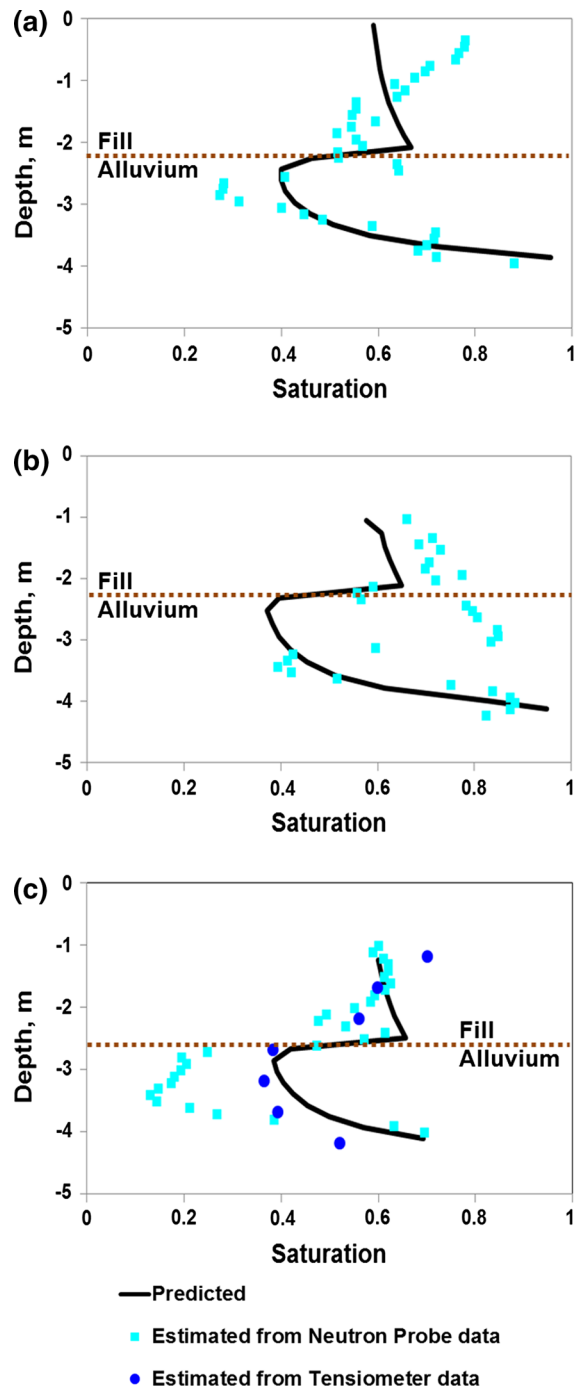 (a)
0
-1
-2
-3
-4
-5
Depth, m
Fill
Alluvium
0
0.2
0.4
0.6
0.8
1
Saturation
(b)
0
-1
-2
-3
-4
-5
Depth, m
Fill
Alluvium
0
0.2
0.4
0.6
0.8
1
Saturation
(c)
0
-1
-2
-3
-4
-5
Depth, m
Fill
Alluvium
0
0.2
0.4
0.6
0.8
1
Saturation
Predicted
Estimated from Neutron Probe data
Estimated from Tensiometer data